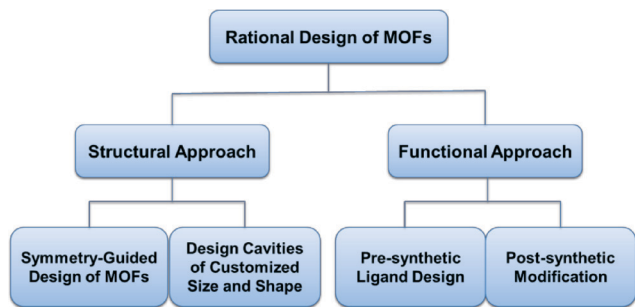 Rational Design of MOFs
Structural Approach
Functional Approach
Symmetry-Guided
Design of MOFs
Design Cavities
of Customized
Size and Shape
Pre-synthetic
Ligand Design
Post-synthetic
Modification